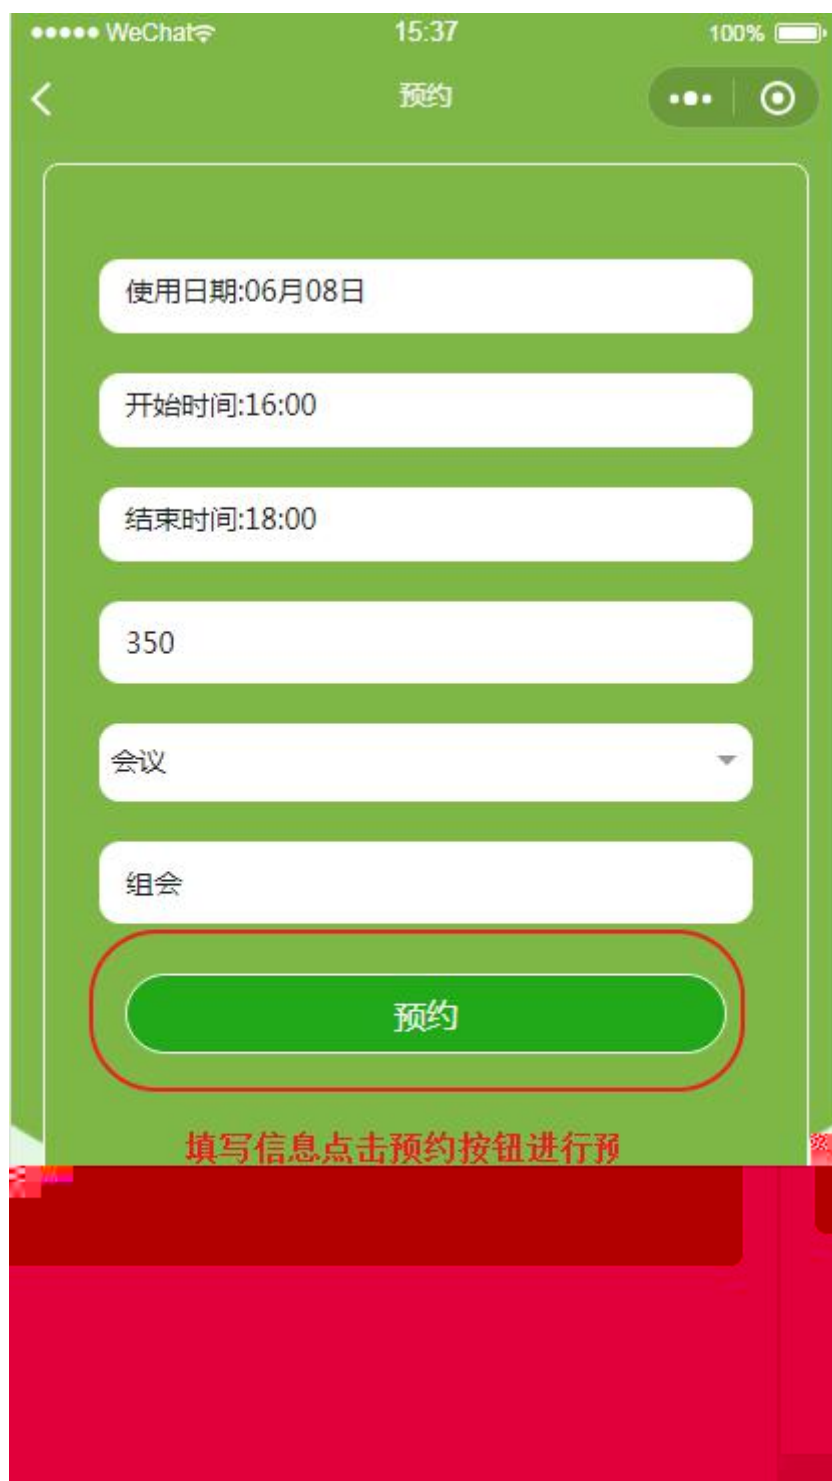 WeChat 15:37 100%
预约
使用日期:06月08日
开始时间:16:00
结束时间:18:00
350
会议
组会
预约
填写信息点击预约按钮进行预